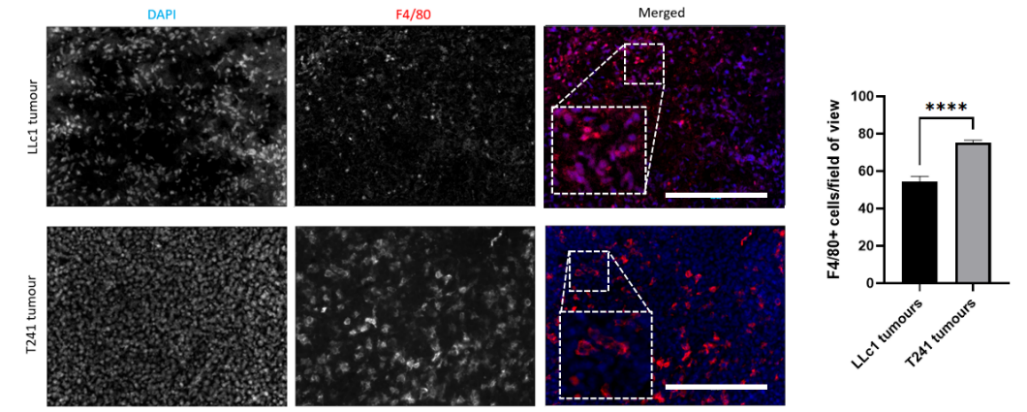 DAPI
F4/80
Merged
LLc1 tumour
T241 tumour
F4/80+ cells/field of view
100
80
60
40
20
0
****
LLc1 tumours
T241 tumours